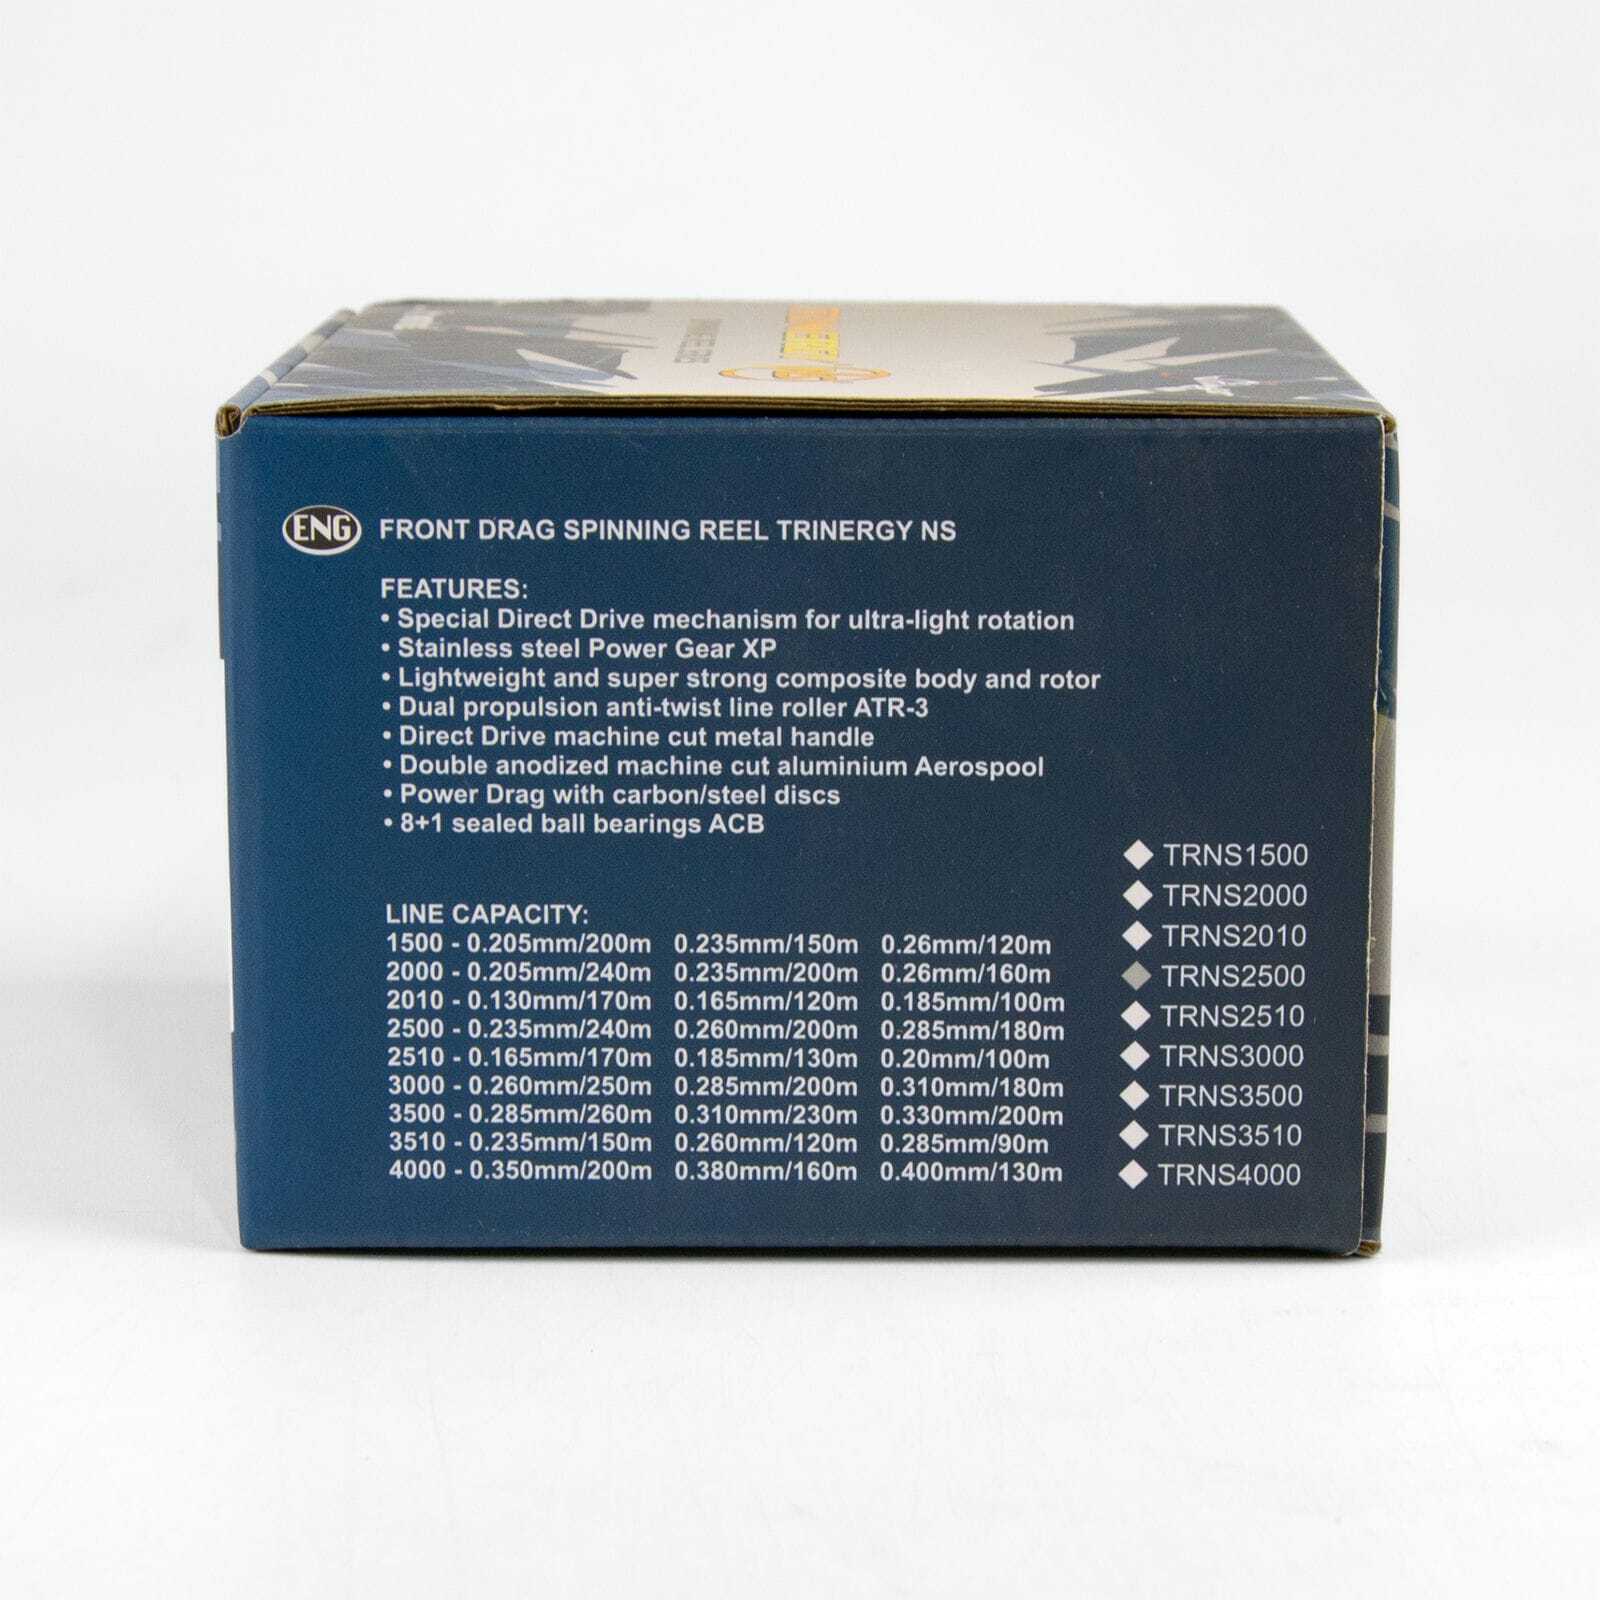 ENG FRONT DRAG SPINNING REEL TRINERGY NS
FEATURES:
• Special Direct Drive mechanism for ultra-light rotation
• Stainless steel Power Gear XP
• Lightweight and super strong composite body and rotor
• Dual propulsion anti-twist line roller ATR-3
• Direct Drive machine cut metal handle
• Double anodized machine cut aluminium Aerospool
• Power Drag with carbon/steel discs
• 8+1 sealed ball bearings ACB
LINE CAPACITY:
1500 - 0.205mm/200m 0.235mm/150m 0.26mm/120m
2000 - 0.205mm/240m 0.235mm/200m 0.26mm/160m
2010 - 0.130mm/170m 0.165mm/120m 0.185mm/100m
2500 - 0.235mm/240m 0.260mm/200m 0.285mm/180m
2510 - 0.165mm/170m 0.185mm/130m 0.20mm/100m
3000 - 0.260mm/250m 0.285mm/200m 0.310mm/180m
3500 - 0.285mm/260m 0.310mm/230m 0.330mm/200m
3510 - 0.235mm/150m 0.260mm/120m 0.285mm/90m
4000 - 0.350mm/200m 0.380mm/160m 0.400mm/130m
TRNS1500
TRNS2000
TRNS2010
TRNS2500
TRNS2510
TRNS3000
TRNS3500
TRNS3510
TRNS4000